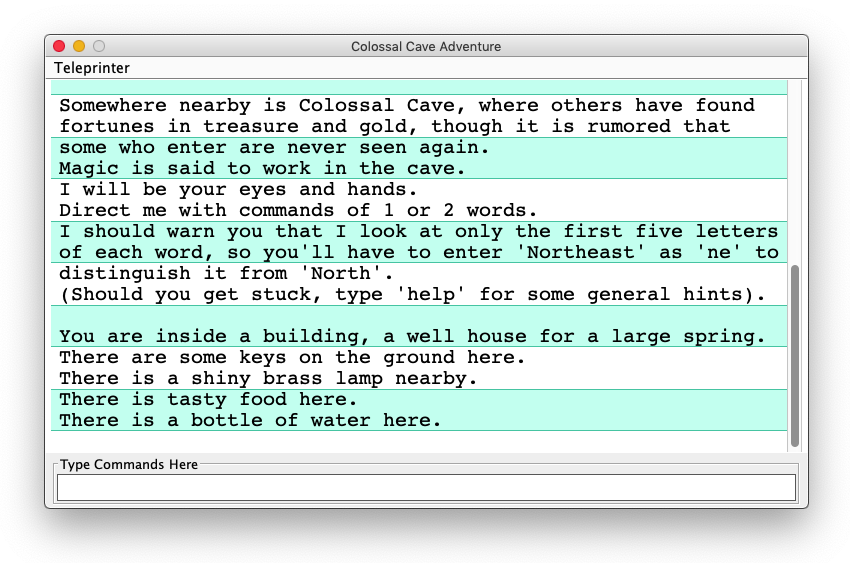 Colossal Cave Adventure
Teleprinter
Somewhere nearby is Colossal Cave, where others have found
fortunes in treasure and gold, though it is rumored that
some who enter are never seen again.
Magic is said to work in the cave.
I will be your eyes and hands.
Direct me with commands of 1 or 2 words.
I should warn you that I look at only the first five letters
of each word, so you'll have to enter 'Northeast' as 'ne' to
distinguish it from 'North'.
(Should you get stuck, type 'help' for some general hints).
You are inside a building, a well house for a large spring.
There are some keys on the ground here.
There is a shiny brass lamp nearby.
There is tasty food here.
There is a bottle of water here.
Type Commands Here